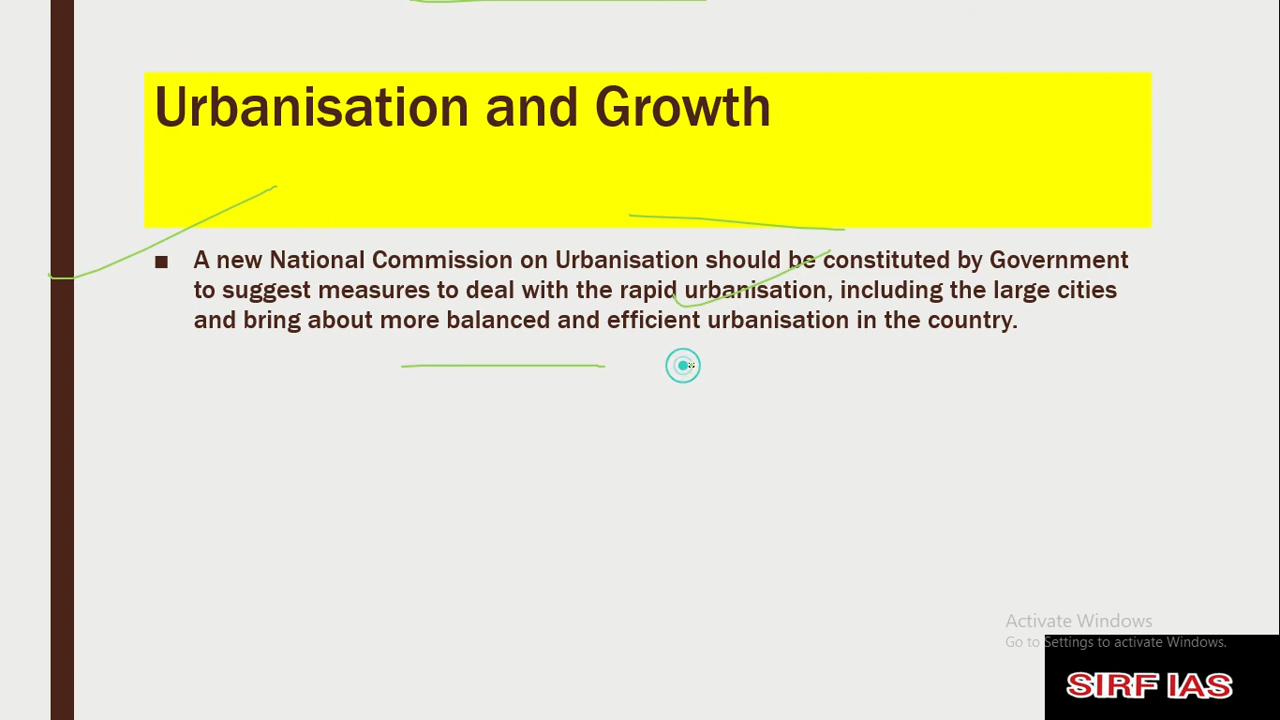 Urbanisation and Growth
■ A new National Commission on Urbanisation should be constituted by Government
to suggest measures to deal with the rapid urbanisation, including the large cities
and bring about more balanced and efficient urbanisation in the country.
Activate Windows
Go to Settings to activate Windows.
SIRF IAS